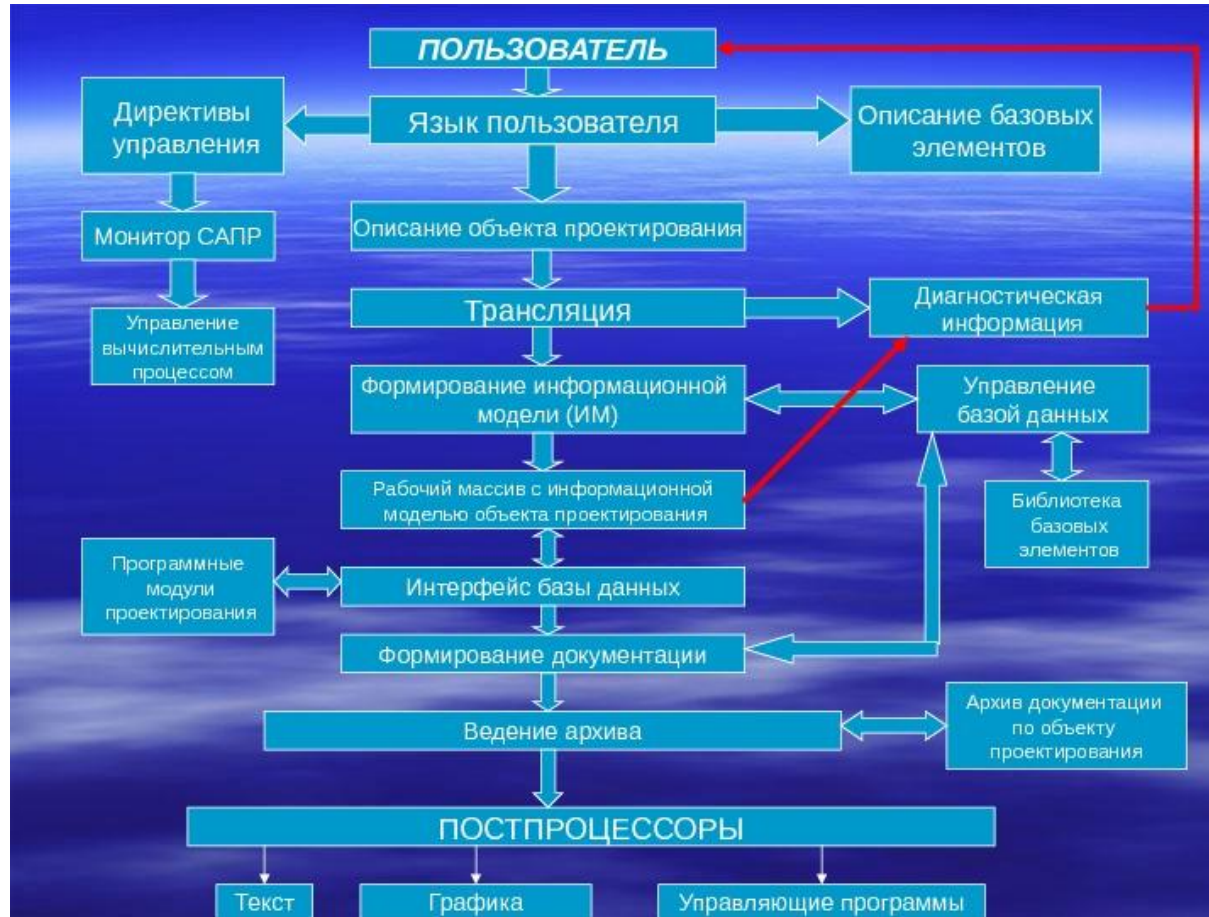 ПОЛЬЗОВАТЕЛЬ
Директивы
управления
Язык пользователя
Описание базовых
элементов
Монитор САПР
Описание объекта проектирования
Управление
вычислительным
процессом
Трансляция
Диагностическая
информация
Формирование информационной
модели (ИМ)
Управление
базой данных
Рабочий массив с информационной
моделью объекта проектирования
Библиотека
базовых
элементов
Программные
модули
проектирования
Интерфейс базы данных
Формирование документации
Ведение архива
Архив документации
по объекту
проектирования
ПОСТПРОЦЕССОРЫ
Текст
Графика
Управляющие программы